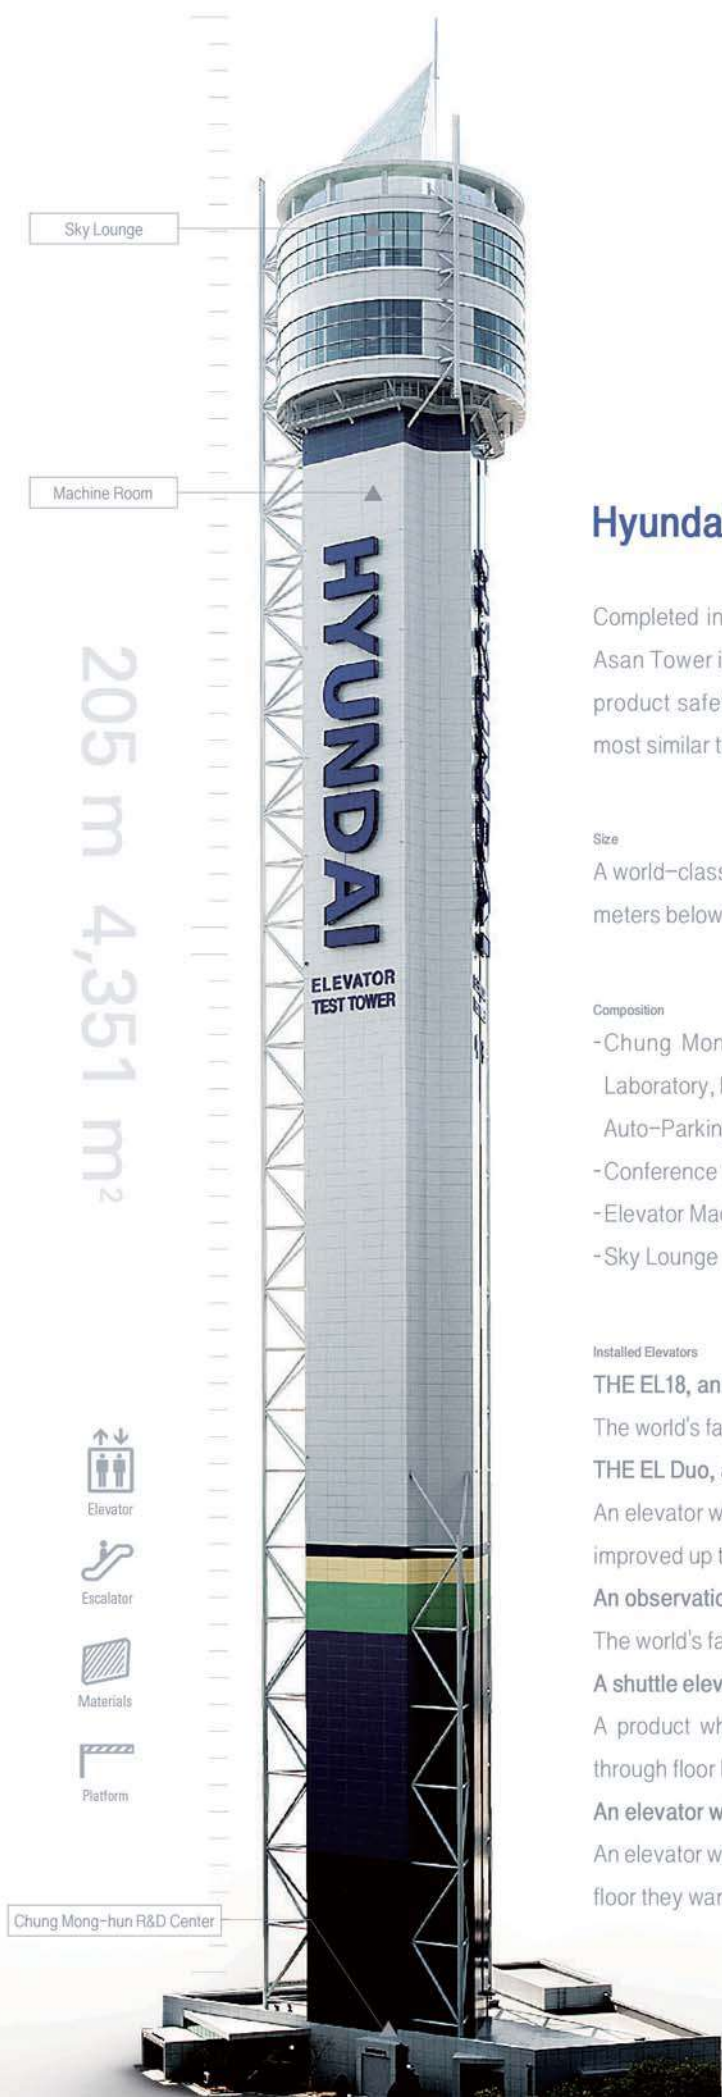 Sky Lounge
Machine Room
HYUNDAI
ELEVATOR
TEST TOWER
205 m 4,351 m²
Elevator
Escalator
Materials
Platform
Chung Mong-hun R&D Center
Hyunda
Completed in
Asan Tower i
product safe
most similar t
Size
A world-class
meters below
Composition
-Chung Mon
Laboratory,
Auto-Parkin
-Conference
-Elevator Ma
-Sky Lounge
Installed Elevators
THE EL18, an
The world's fa
THE EL Duo,
An elevator w
improved up t
An observatio
The world's fa
A shuttle elev
A product wh
through floor
An elevator w
An elevator w
floor they wan